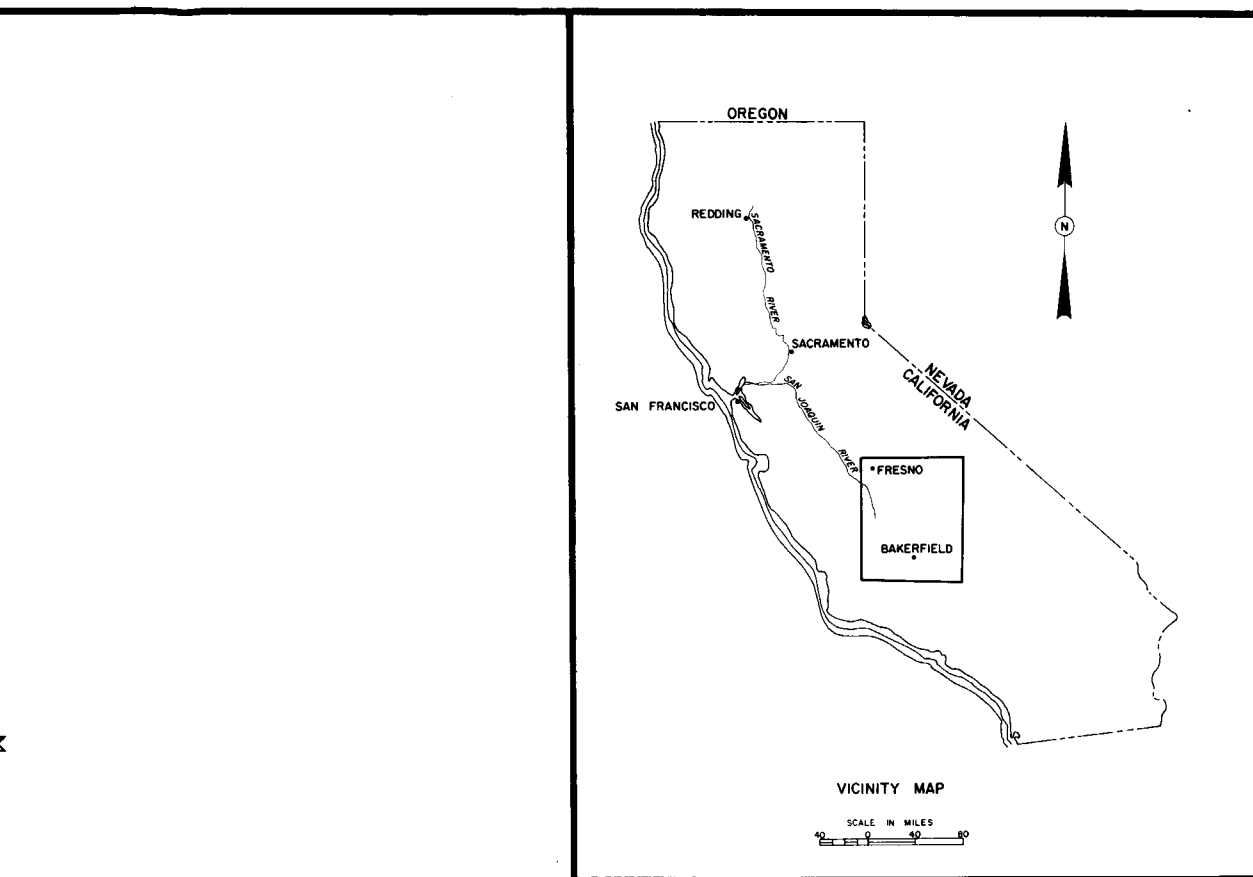 OREGON
REDDING
SACRAMENTO
RIVER
N
SACRAMENTO
NEVADA
CALIFORNIA
SAN
JOAQUIN
RIVER
SAN FRANCISCO
FRESNO
BAKERFIELD
VICINITY MAP
SCALE IN MILES
40 0 40 80